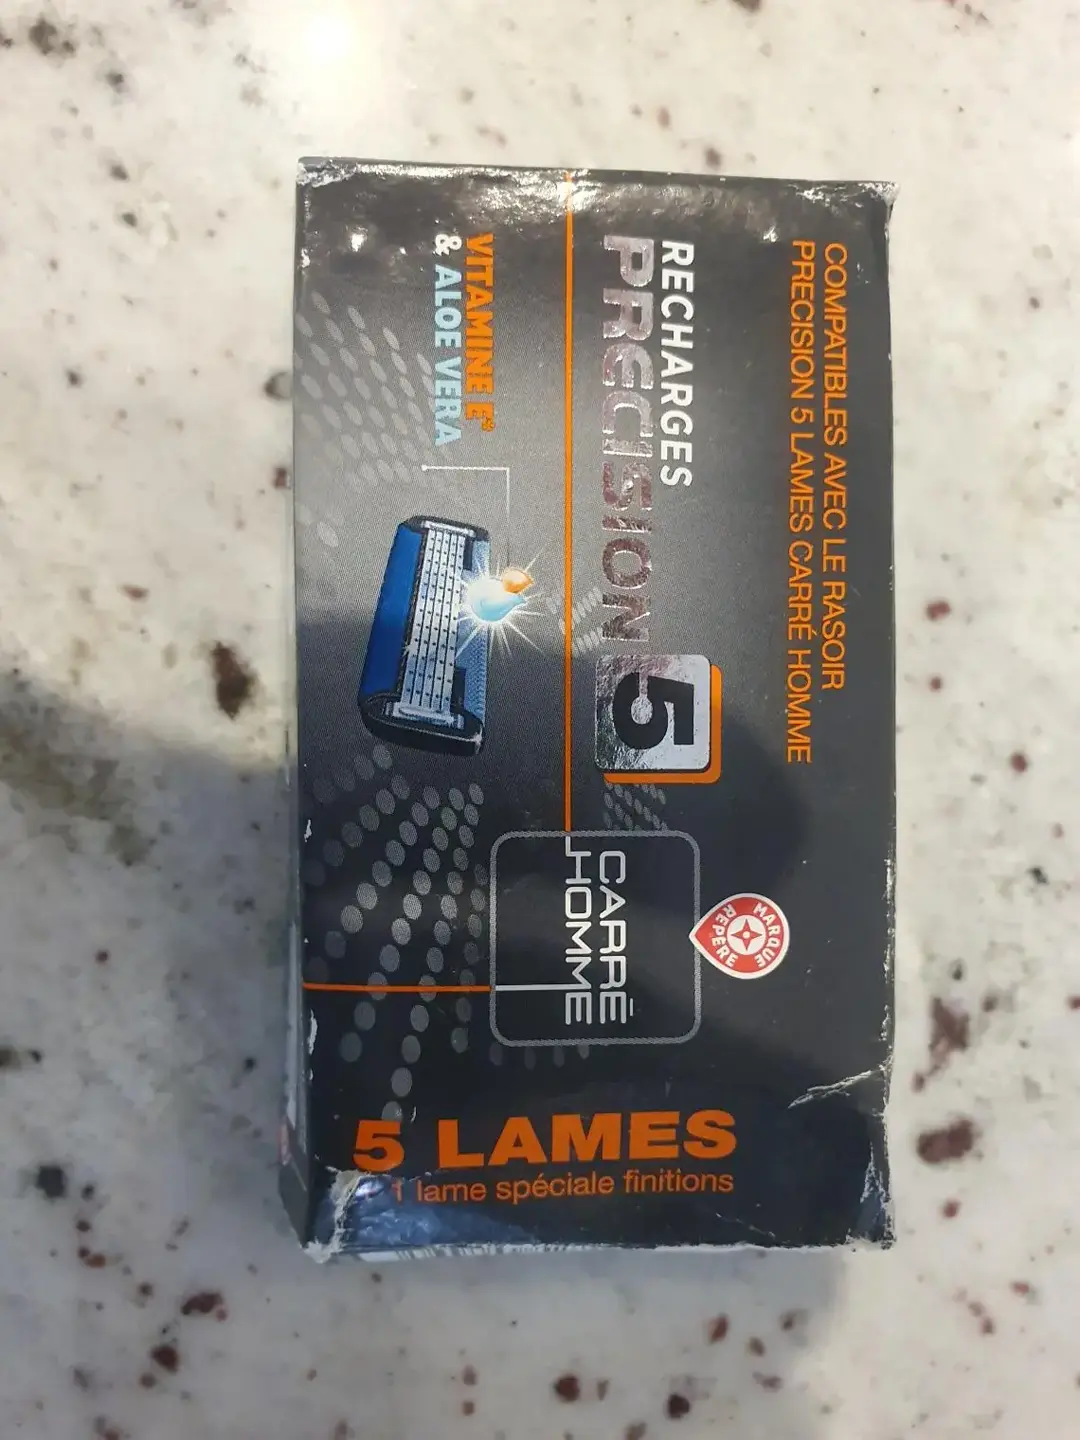 COMPATIBLES AVEC LE RASOIR
PRECISION 5 LAMES CARRÉ HOMME
MARQUE
REPÈRE
RECHARGES
PRECISION 5
CARRÉ
HOMME
VITAMINE E*
& ALOE VERA
5 LAMES
1 lame spéciale finitions